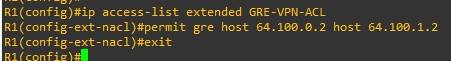 R1(config)#ip access-list extended GRE-VPN-ACL
R1(config-ext-nacl)#permit gre host 64.100.0.2 host 64.100.1.2
R1(config-ext-nacl)#exit
R1(config)#